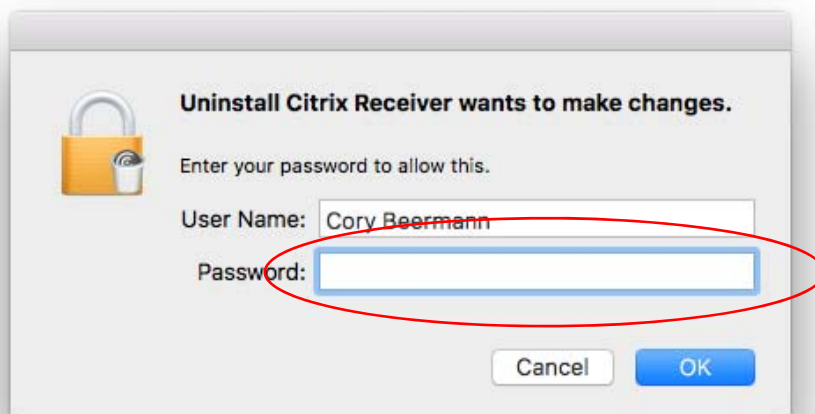 Uninstall Citrix Receiver wants to make changes.
Enter your password to allow this.
User Name: Cory Beermann
Password:
Cancel OK